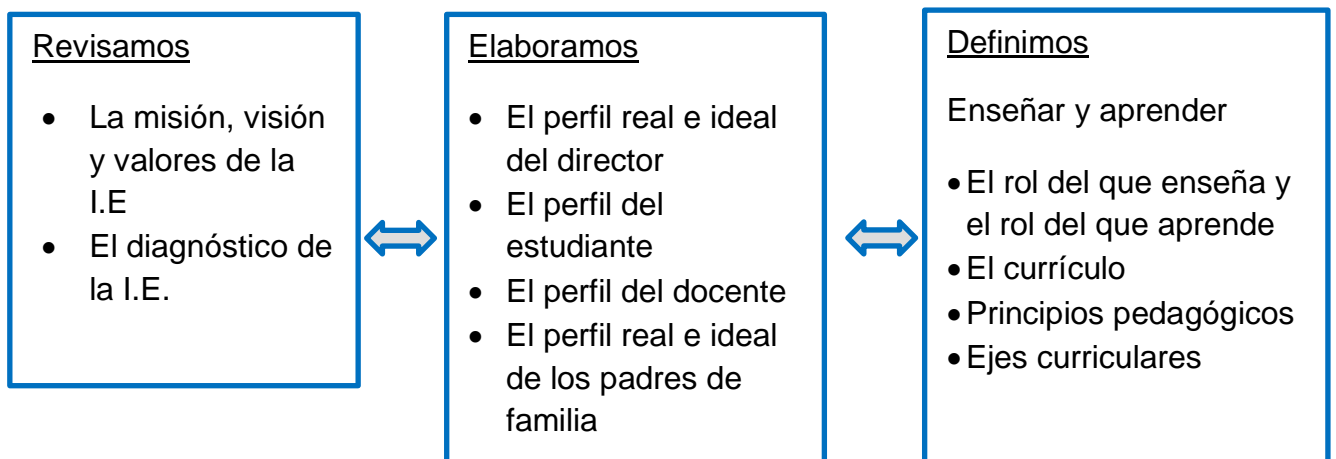 Revisamos
• La misión, visión
y valores de la
I.E
• El diagnóstico de
la I.E.
Elaboramos
• El perfil real e ideal
del director
• El perfil del
estudiante
• El perfil del docente
• El perfil real e ideal
de los padres de
familia
Definimos
Enseñar y aprender
• El rol del que enseña y
el rol del que aprende
• El currículo
• Principios pedagógicos
• Ejes curriculares